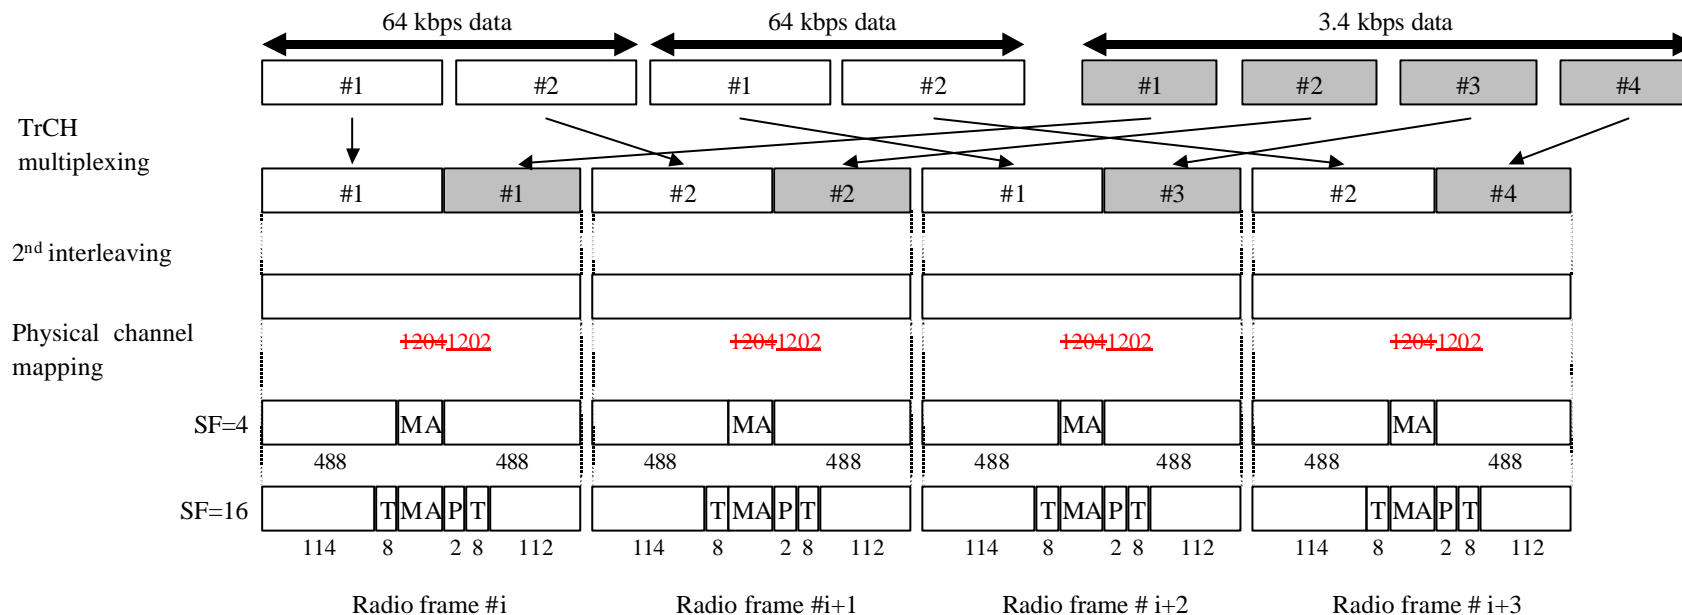 64 kbps data 64 kbps data 3.4 kbps data
#1 #2 #1 #2 #1 #2 #3 #4
TrCH
multiplexing
#1 #1 #2 #2 #1 #3 #2 #4
2nd interleaving
Physical channel
mapping
12041202 12041202 12041202 12041202
SF=4 MA MA MA MA
488 488 488 488 488 488 488 488
SF=16 T MA P T T MA P T T MA P T T MA P T
114 8 2 8 112 114 8 2 8 112 114 8 2 8 112 114 8 2 8 112
Radio frame #i Radio frame #i+1 Radio frame # i+2 Radio frame # i+3